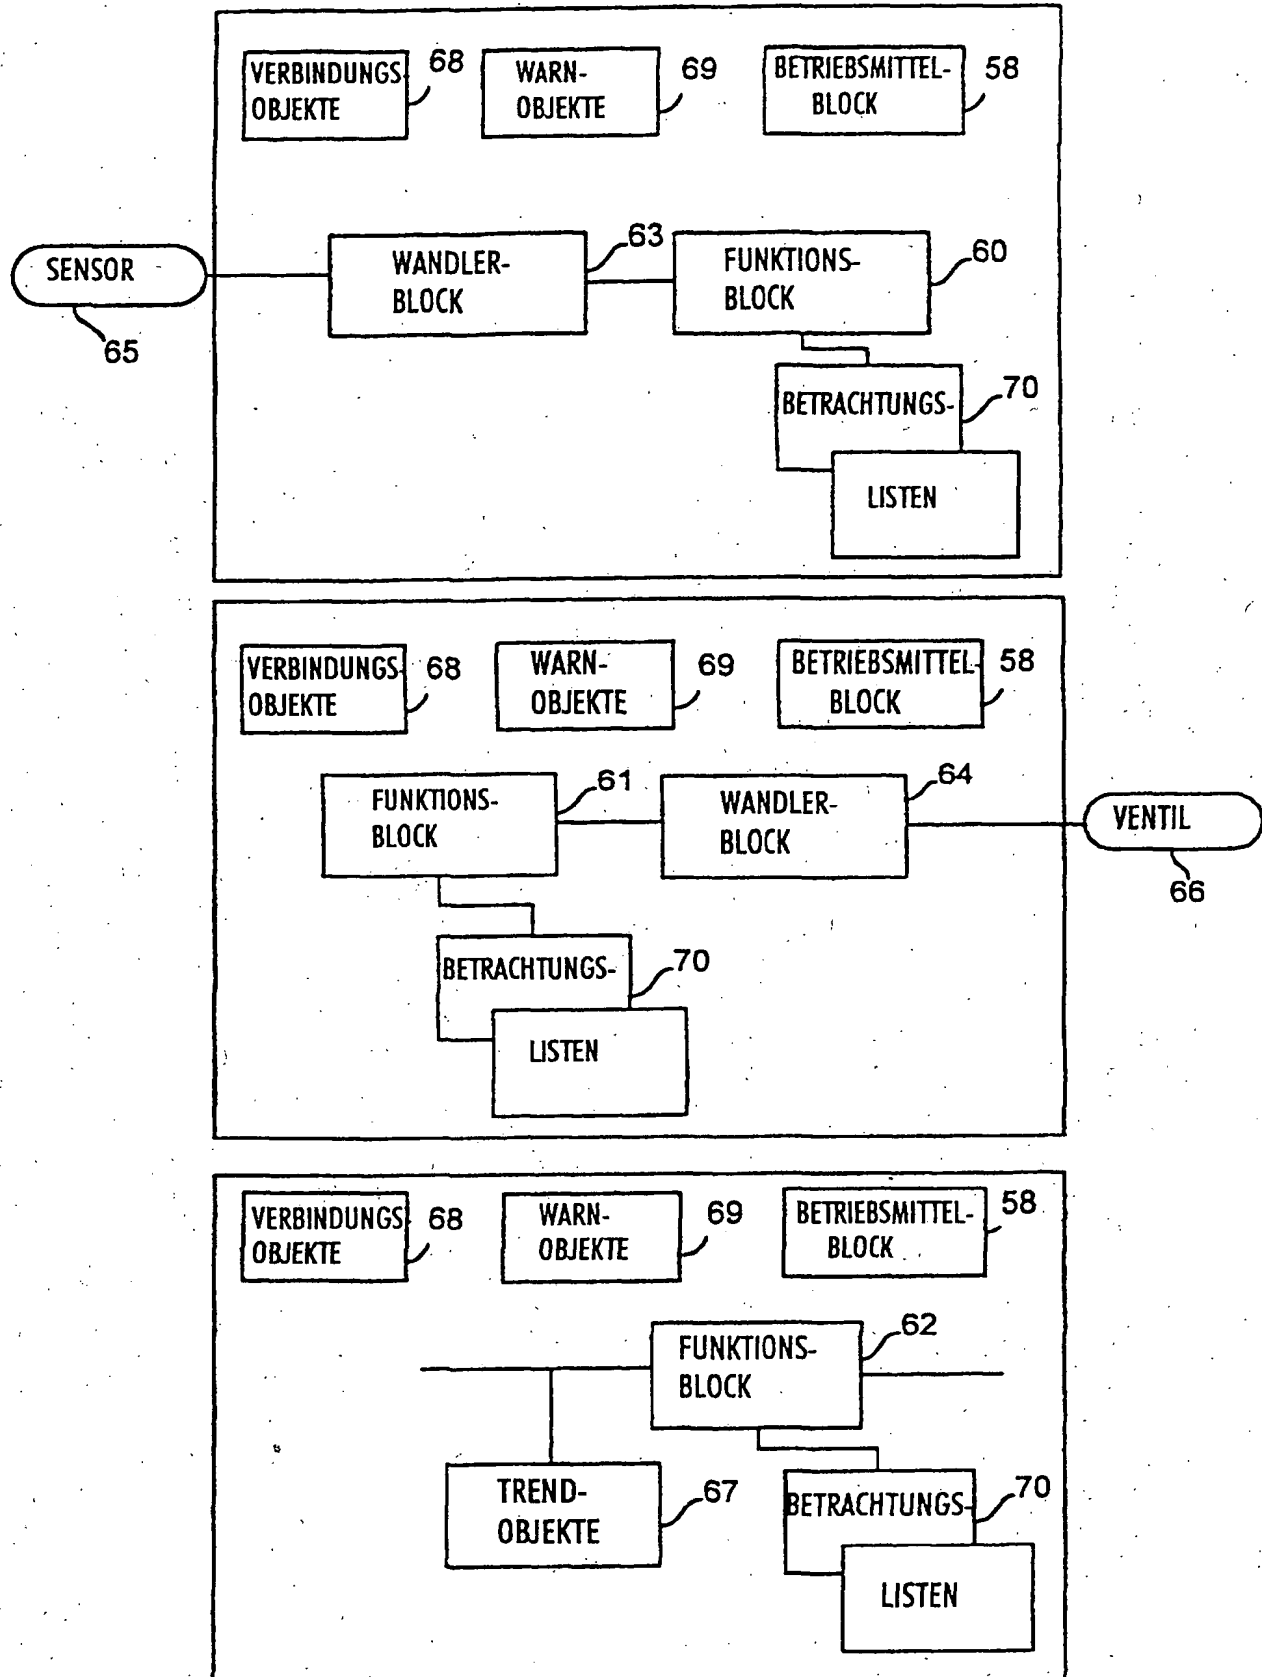 VERBINDUNGS
OBJEKTE
68
WARN-
OBJEKTE
69
BETRIEBSMITTEL-
BLOCK
58
SENSOR
65
WANDLER-
BLOCK
63
FUNKTIONS-
BLOCK
60
BETRACHTUNGS-
70
LISTEN
VERBINDUNGS-
OBJEKTE
68
WARN-
OBJEKTE
69
BETRIEBSMITTEL-
BLOCK
58
FUNKTIONS-
BLOCK
61
WANDLER-
BLOCK
64
VENTIL
66
BETRACHTUNGS-
70
LISTEN
VERBINDUNGS
OBJEKTE
68
WARN-
OBJEKTE
69
BETRIEBSMITTEL-
BLOCK
58
FUNKTIONS-
BLOCK
62
TREND-
OBJEKTE
67
BETRACHTUNGS-
70
LISTEN